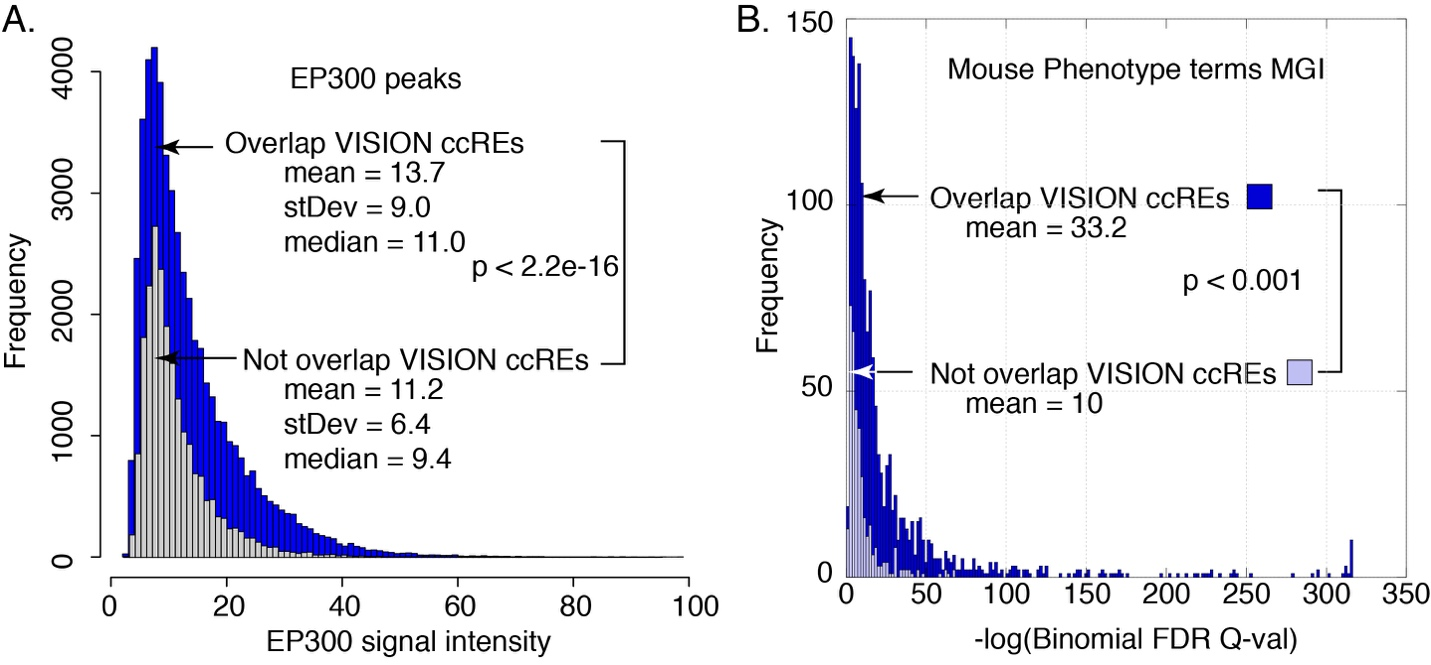 A.
EP300 peaks
Overlap VISION ccREs
mean = 13.7
stDev = 9.0
median = 11.0
p < 2.2e-16
Not overlap VISION ccREs
mean = 11.2
stDev = 6.4
median = 9.4
Frequency
4000
3000
2000
1000
0
0 20 40 60 80 100
EP300 signal intensity
B.
Mouse Phenotype terms MGI
Overlap VISION ccREs
mean = 33.2
p < 0.001
Not overlap VISION ccREs
mean = 10
Frequency
150
100
50
0
0 50 100 150 200 250 300 350
-log(Binomial FDR Q-val)